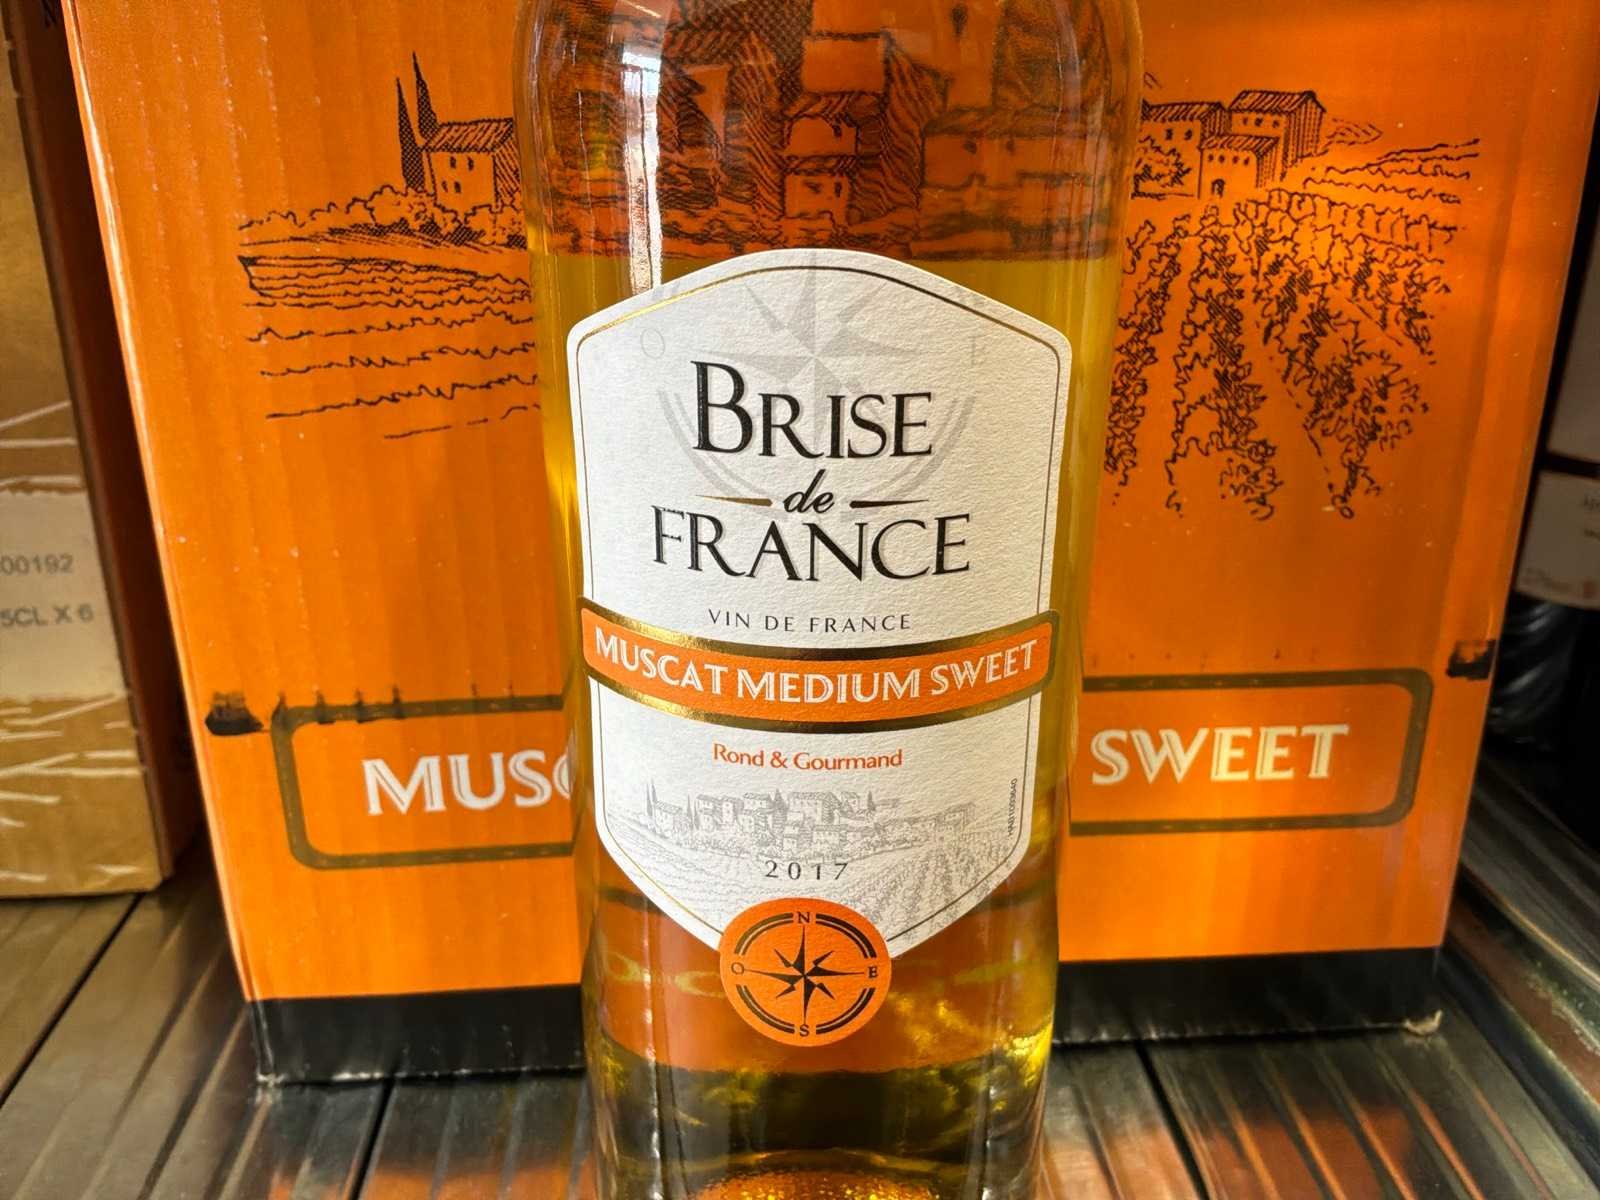 BRISE
de
FRANCE
VIN DE FRANCE
MUSCAT MEDIUM SWEET
Rond & Gourmand
2017
N
O E
S
O E
MUSC
SWEET
00192
5CL X 6